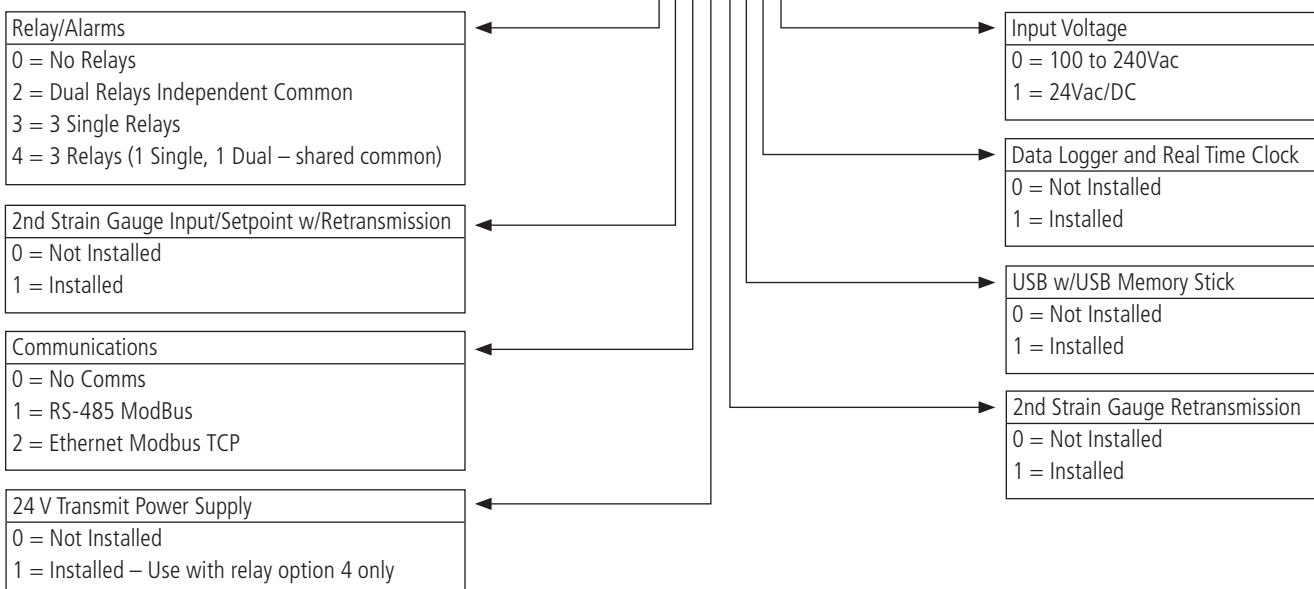 Relay/Alarms
0 = No Relays
2 = Dual Relays Independent Common
3 = 3 Single Relays
4 = 3 Relays (1 Single, 1 Dual – shared common)
2nd Strain Gauge Input/Setpoint w/Retransmission
0 = Not Installed
1 = Installed
Communications
0 = No Comms
1 = RS-485 ModBus
2 = Ethernet Modbus TCP
24 V Transmit Power Supply
0 = Not Installed
1 = Installed – Use with relay option 4 only
Input Voltage
0 = 100 to 240Vac
1 = 24Vac/DC
Data Logger and Real Time Clock
0 = Not Installed
1 = Installed
USB w/USB Memory Stick
0 = Not Installed
1 = Installed
2nd Strain Gauge Retransmission
0 = Not Installed
1 = Installed